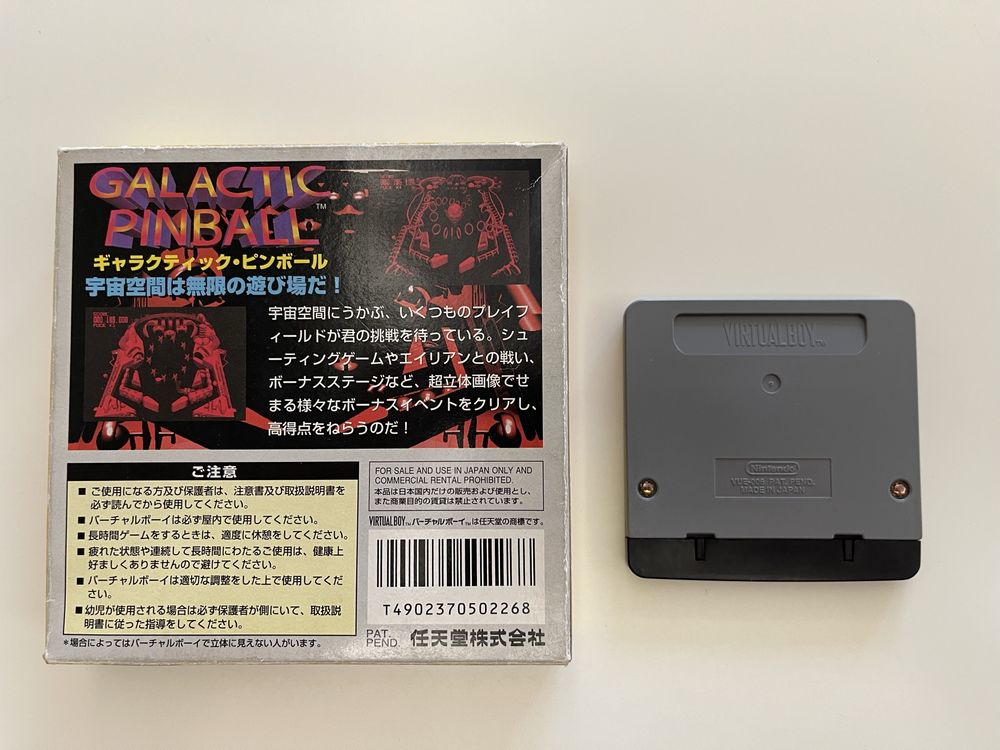 GALACTIC
PINBALL™
ギャラクティック・ピンボール
宇宙空間は無限の遊び場だ!
SCORE
宇宙空間にうかぶ、いくつものプレイフ
ィールドが君の挑戦を待っている。シュ
ーティングゲームやエイリアンとの戦い、
ボーナスステージなど、超立体画像でせ
まる様々なボーナスイベントをクリアし、
高得点をねらうのだ!
ご注意
■ ご使用になる方及び保護者は、注意書及び取扱説明書を
必ず読んでから使用してください。
■ バーチャルボーイは必ず屋内で使用してください。
■ 長時間ゲームをするときは、適度に休憩をしてください。
■ 疲れた状態や連続して長時間にわたるご使用は、健康上
好ましくありませんので避けてください。
■ バーチャルボーイは適切な調整をした上で使用してくだ
さい。
■ 幼児が使用される場合は必ず保護者が側にいて、取扱説
明書に従った指導をしてください。
*場合によってはバーチャルボーイで立体に見えない人がいます。
FOR SALE AND USE IN JAPAN ONLY AND
COMMERCIAL RENTAL PROHIBITED.
本品は日本国内だけの販売および使用とし、
また商業目的の賃貸は禁止されています。
VIRTUAL BOY™ バーチャルボーイ™ は任天堂の商標です。
T4902370502268
PAT.
PEND.
任天堂株式会社
VIRTUAL BOY™
Nintendo
VUE-006 PAT. PEND.
MADE IN JAPAN